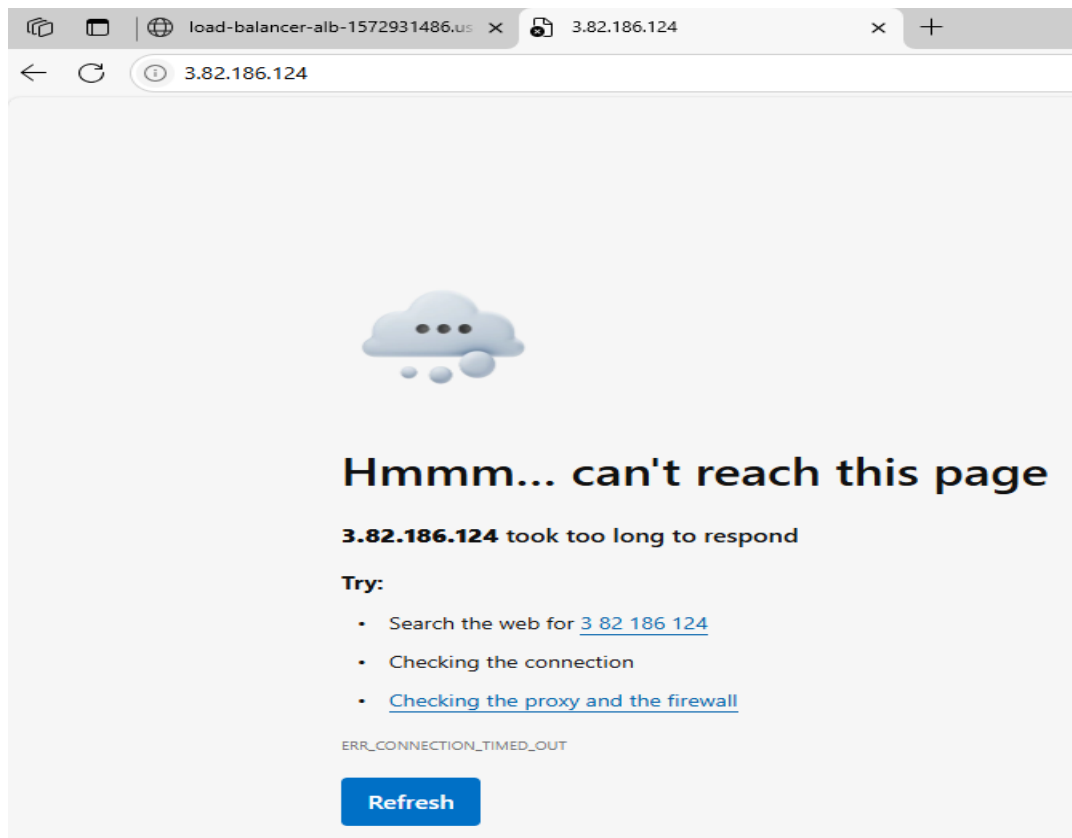 load-balancer-alb-1572931486.us
3.82.186.124
3.82.186.124
Hmmm... can't reach this page
3.82.186.124 took too long to respond
Try:
• Search the web for 3 82 186 124
• Checking the connection
• Checking the proxy and the firewall
ERR_CONNECTION_TIMED_OUT
Refresh